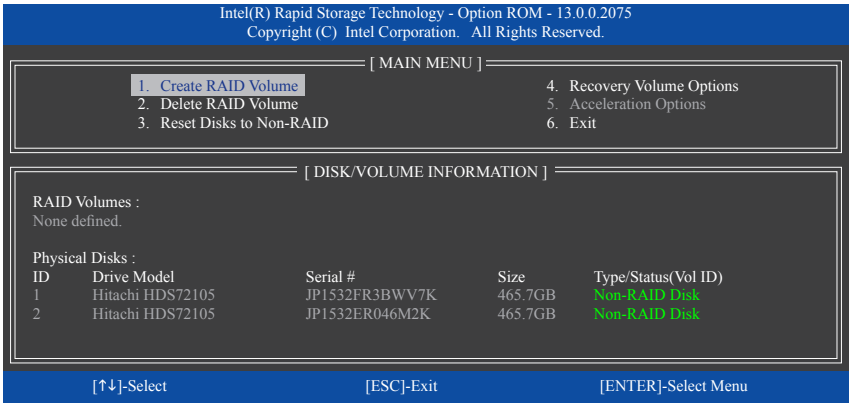 Intel(R) Rapid Storage Technology - Option ROM - 13.0.0.2075
Copyright (C) Intel Corporation. All Rights Reserved.
[ MAIN MENU ]
1. Create RAID Volume 4. Recovery Volume Options
2. Delete RAID Volume 5. Acceleration Options
3. Reset Disks to Non-RAID 6. Exit
[ DISK/VOLUME INFORMATION ]
RAID Volumes :
None defined.
Physical Disks :
ID Drive Model Serial # Size Type/Status(Vol ID)
1 Hitachi HDS72105 JP1532FR3BWV7K 465.7GB Non-RAID Disk
2 Hitachi HDS72105 JP1532ER046M2K 465.7GB Non-RAID Disk
[↑↓]-Select [ESC]-Exit [ENTER]-Select Menu